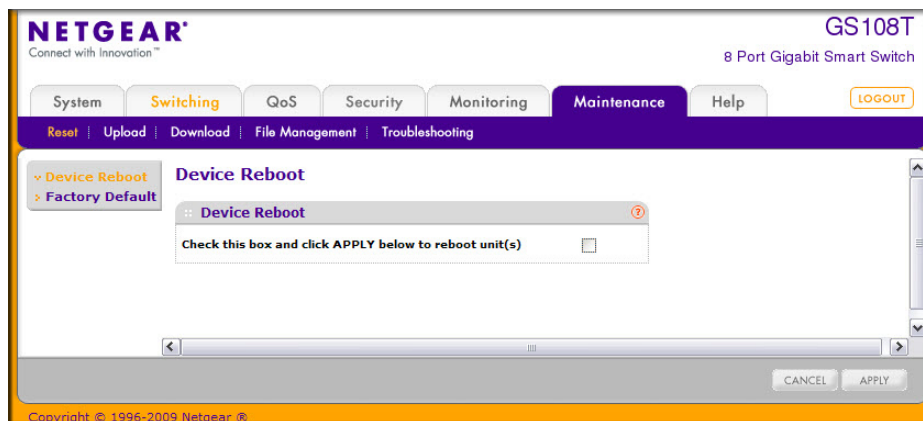 NETGEAR®
Connect with Innovation™
GS108T
8 Port Gigabit Smart Switch
System Switching QoS Security Monitoring Maintenance Help LOGOUT
Reset | Upload | Download | File Management | Troubleshooting
Device Reboot
Factory Default
Device Reboot
Device Reboot ?
Check this box and click APPLY below to reboot unit(s)
CANCEL APPLY
Copyright © 1996-2009 Netgear ®